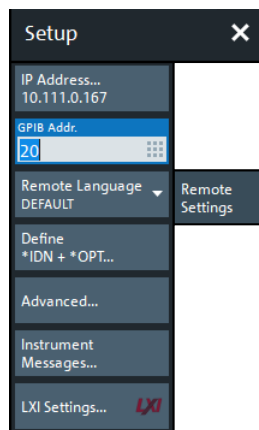 Setup
IP Address...
10.111.0.167
GPIB Addr.
20
Remote Language
DEFAULT
Remote
Settings
Define
*IDN + *OPT...
Advanced...
Instrument
Messages...
LXI Settings...
LXI